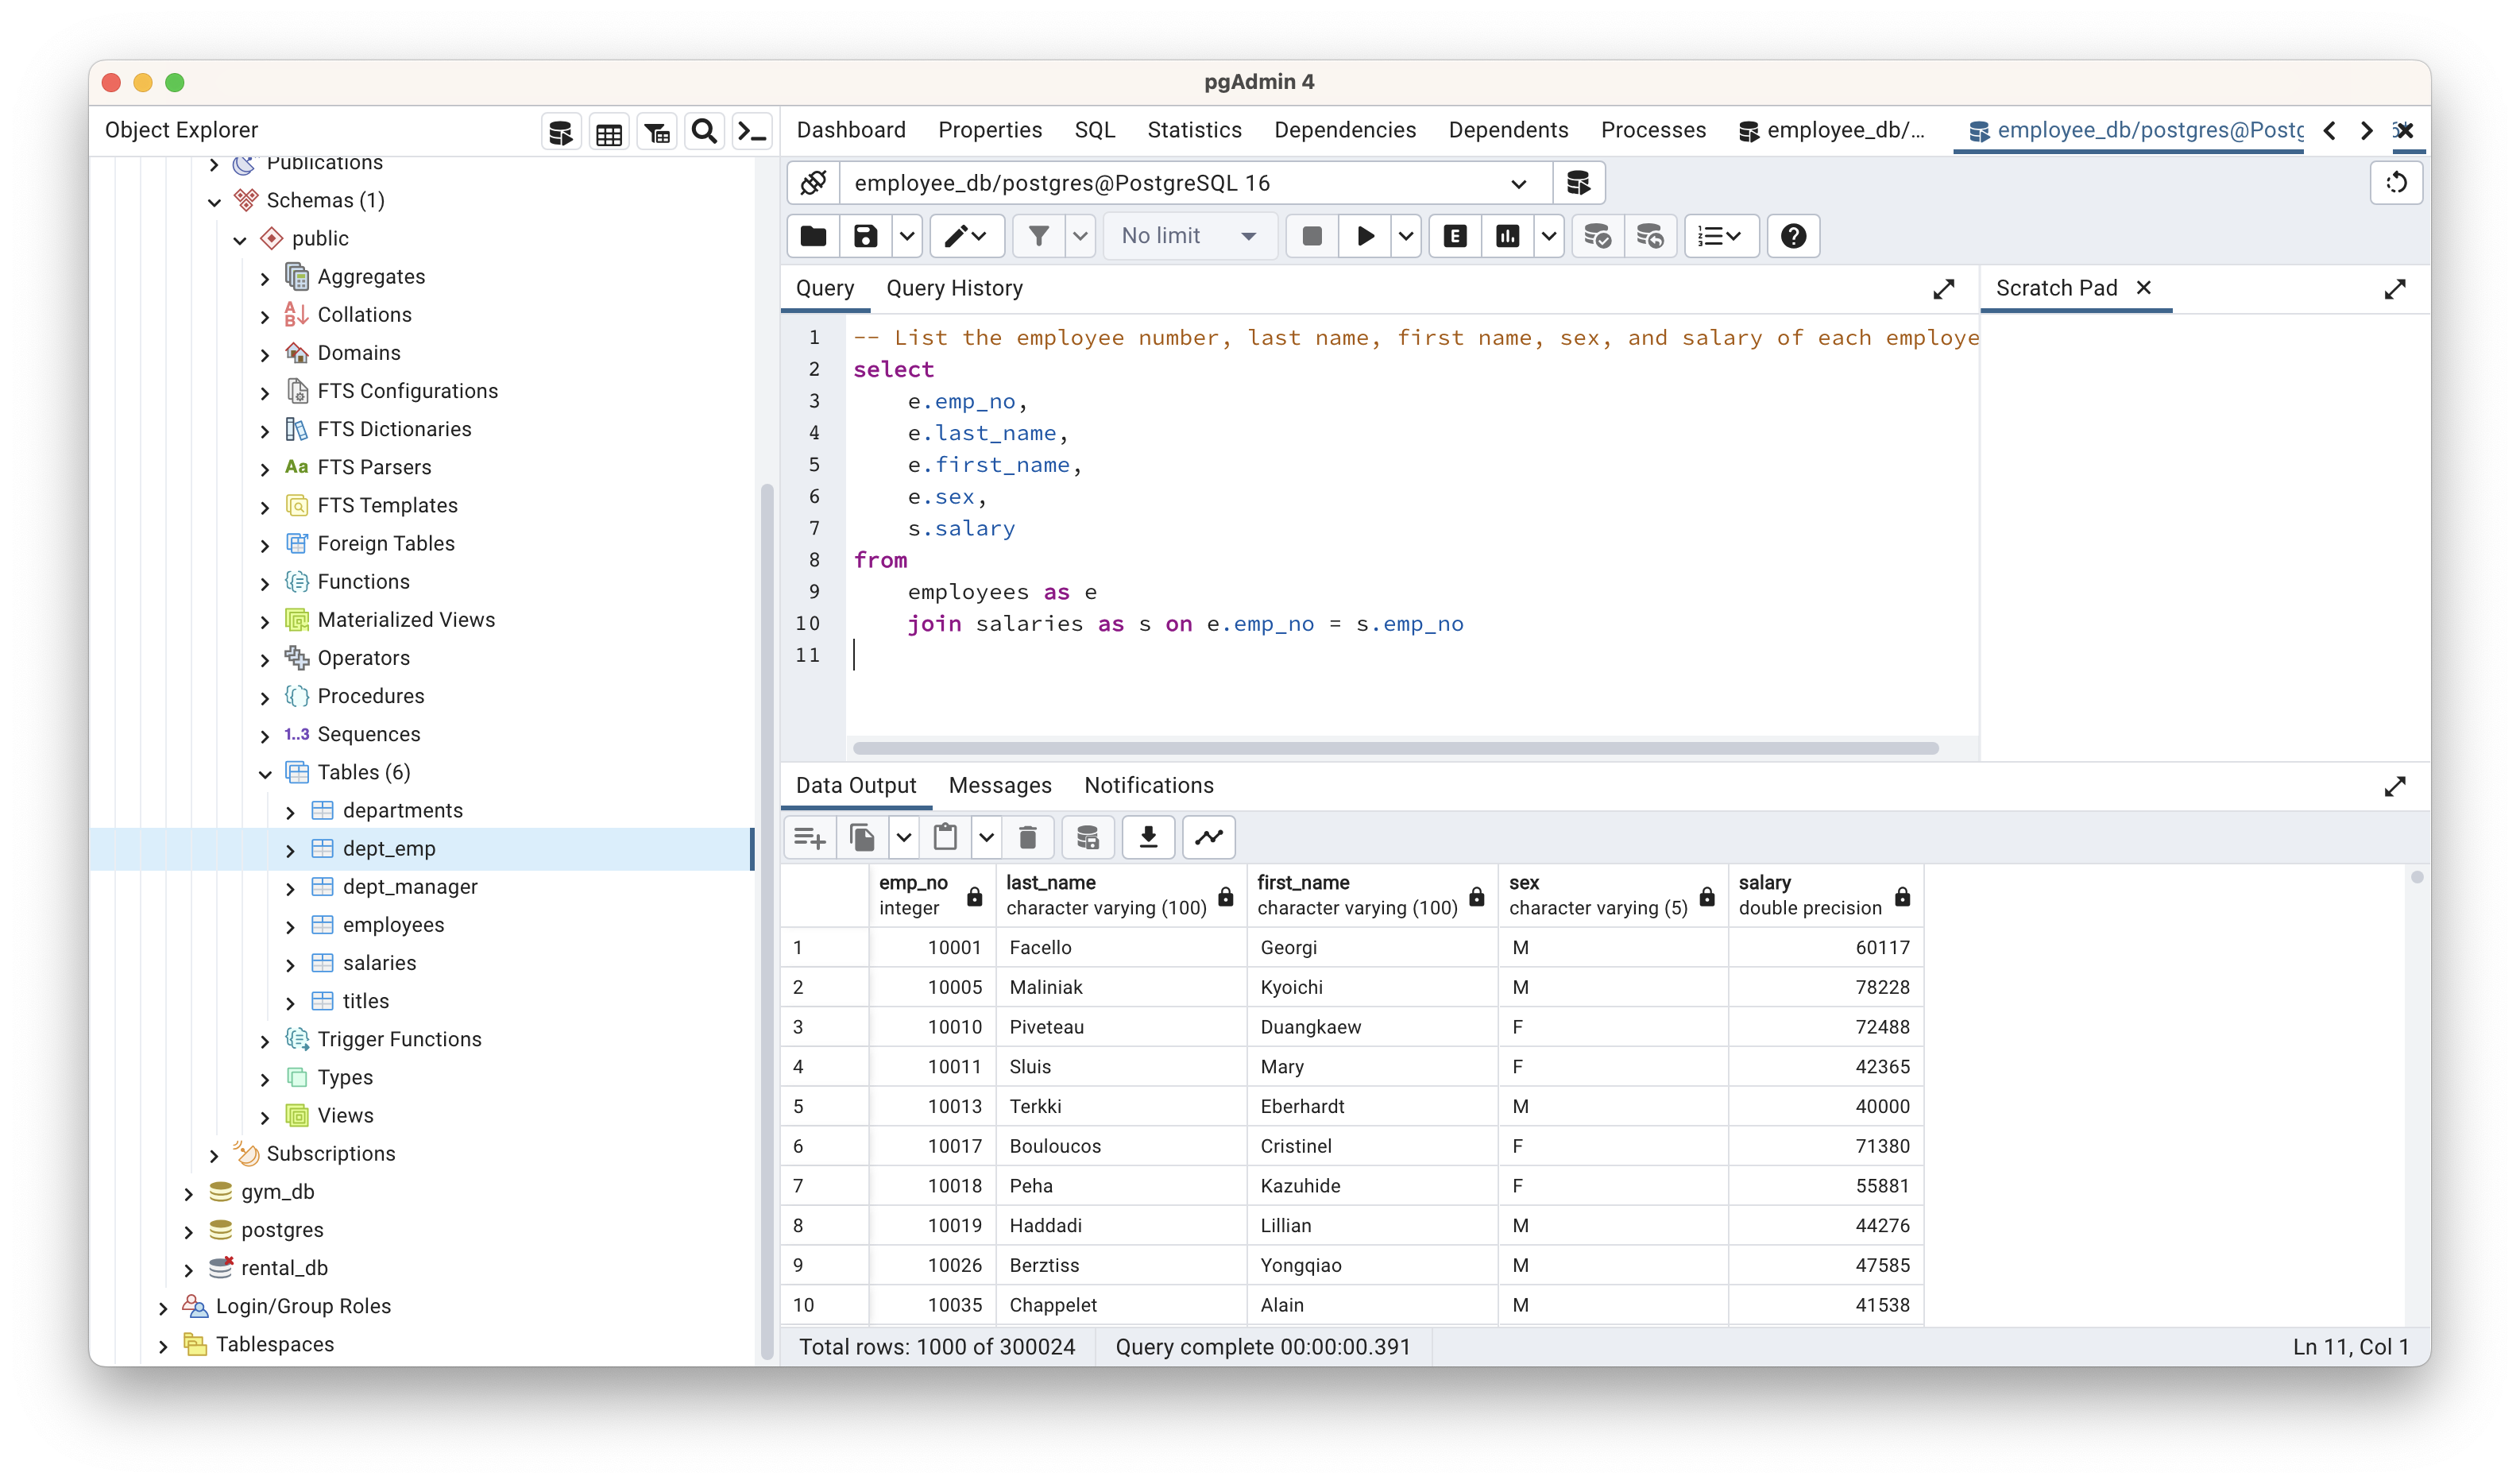 pgAdmin 4
Object Explorer
Publications
Schemas (1)
public
Aggregates
Collations
Domains
FTS Configurations
FTS Dictionaries
Aa FTS Parsers
FTS Templates
Foreign Tables
Functions
Materialized Views
Operators
Procedures
1..3 Sequences
Tables (6)
departments
dept_emp
dept_manager
employees
salaries
titles
Trigger Functions
Types
Views
Subscriptions
gym_db
postgres
rental_db
Login/Group Roles
Tablespaces
Dashboard Properties SQL Statistics Dependencies Dependents Processes employee_db/... employee_db/postgres@Postg
employee_db/postgres@PostgreSQL 16
No limit E
Query Query History
Scratch Pad
1 -- List the employee number, last name, first name, sex, and salary of each employe
2 select
3 e.emp_no,
4 e.last_name,
5 e.first_name,
6 e.sex,
7 s.salary
8 from
9 employees as e
10 join salaries as s on e.emp_no = s.emp_no
11
Data Output Messages Notifications
emp_no last_name first_name sex salary
integer character varying (100) character varying (100) character varying (5) double precision
1 10001 Facello Georgi M 60117
2 10005 Maliniak Kyoichi M 78228
3 10010 Piveteau Duangkaew F 72488
4 10011 Sluis Mary F 42365
5 10013 Terkki Eberhardt M 40000
6 10017 Bouloucos Cristinel F 71380
7 10018 Peha Kazuhide F 55881
8 10019 Haddadi Lillian M 44276
9 10026 Berztiss Yongqiao M 47585
10 10035 Chappelet Alain M 41538
Total rows: 1000 of 300024 Query complete 00:00:00.391 Ln 11, Col 1